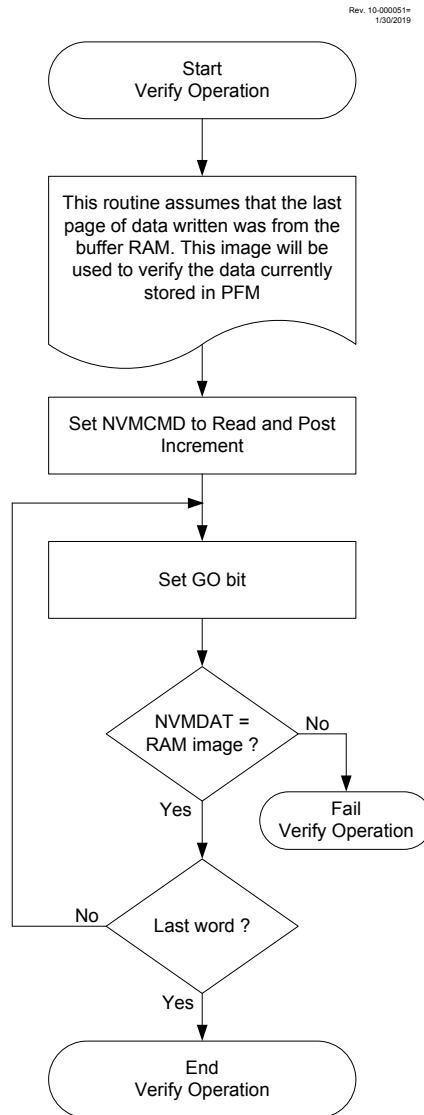 Rev. 10-000051=
1/30/2019
Start
Verify Operation
This routine assumes that the last
page of data written was from the
buffer RAM. This image will be
used to verify the data currently
stored in PFM
Set NVMCMD to Read and Post
Increment
Set GO bit
NVMDAT =
RAM image ?
No
Yes
Fail
Verify Operation
No
Last word ?
Yes
End
Verify Operation